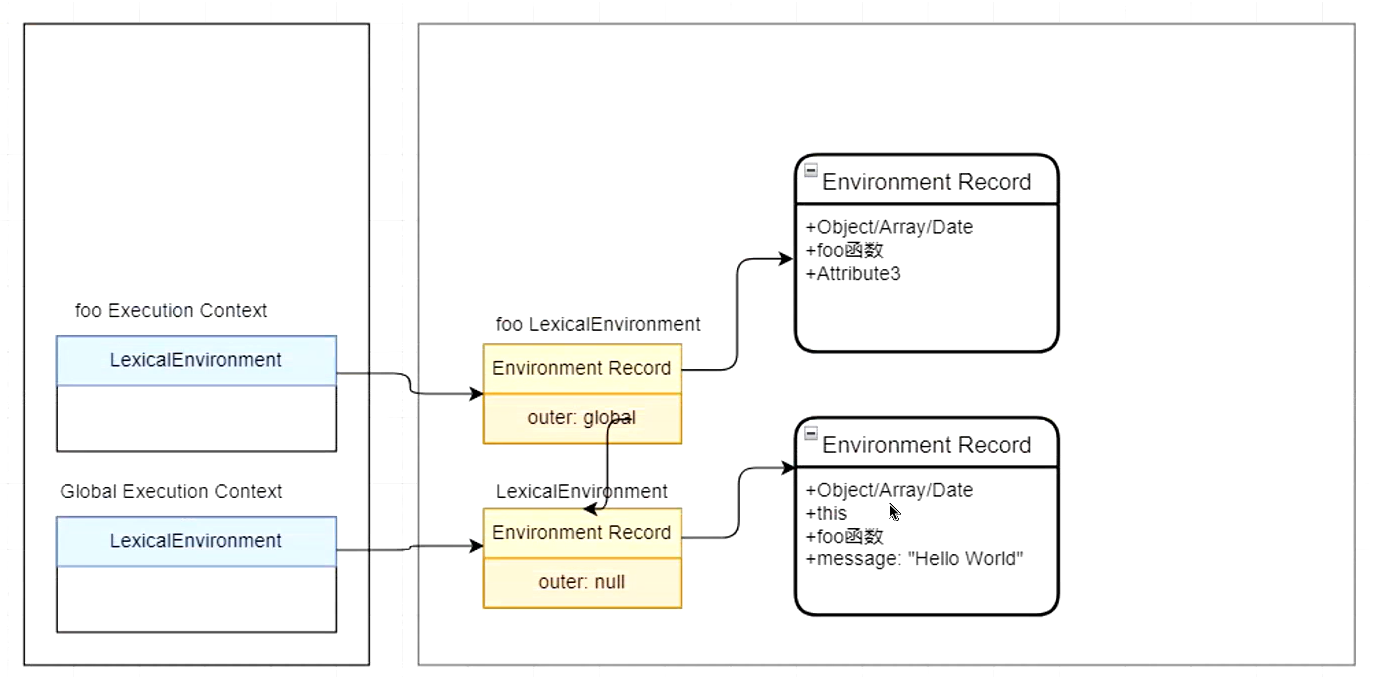 foo Execution Context
LexicalEnvironment
Global Execution Context
LexicalEnvironment
foo LexicalEnvironment
Environment Record
outer: global
LexicalEnvironment
Environment Record
outer: null
Environment Record
+Object/Array/Date
+foo函数
+Attribute3
Environment Record
+Object/Array/Date
+this
+foo函数
+message: "Hello World"